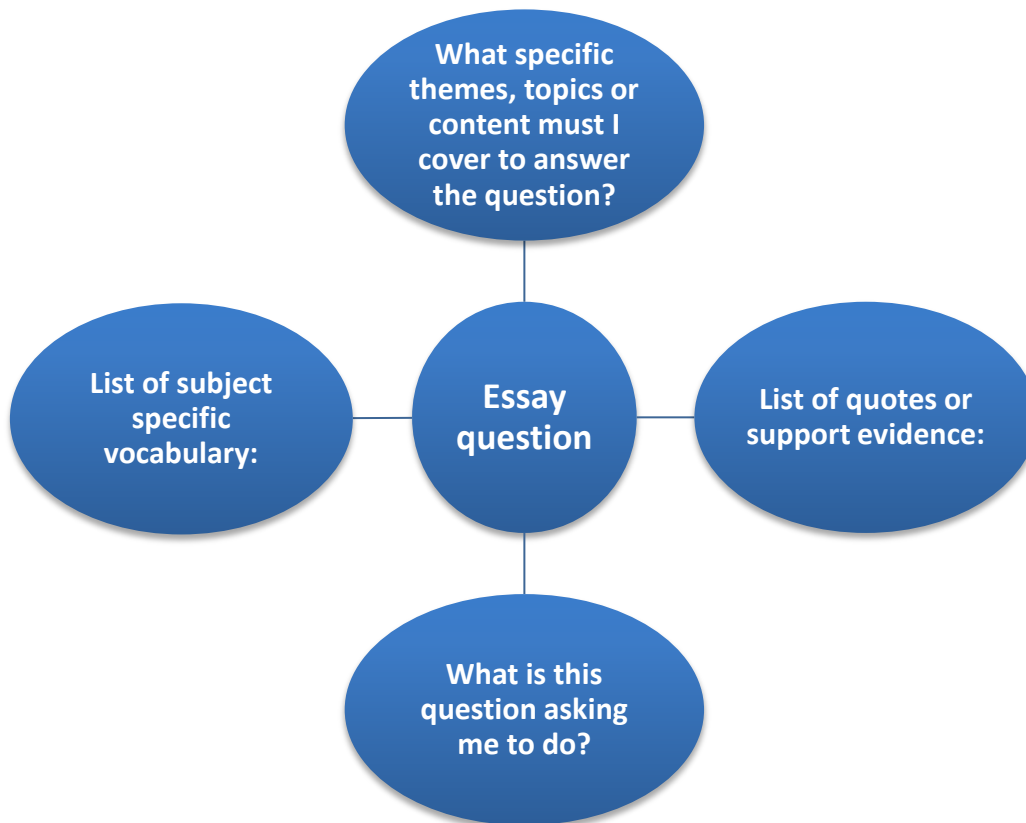 What specific
themes, topics or
content must I
cover to answer
the question?
List of subject
specific
vocabulary:
Essay
question
List of quotes or
support evidence:
What is this
question asking
me to do?